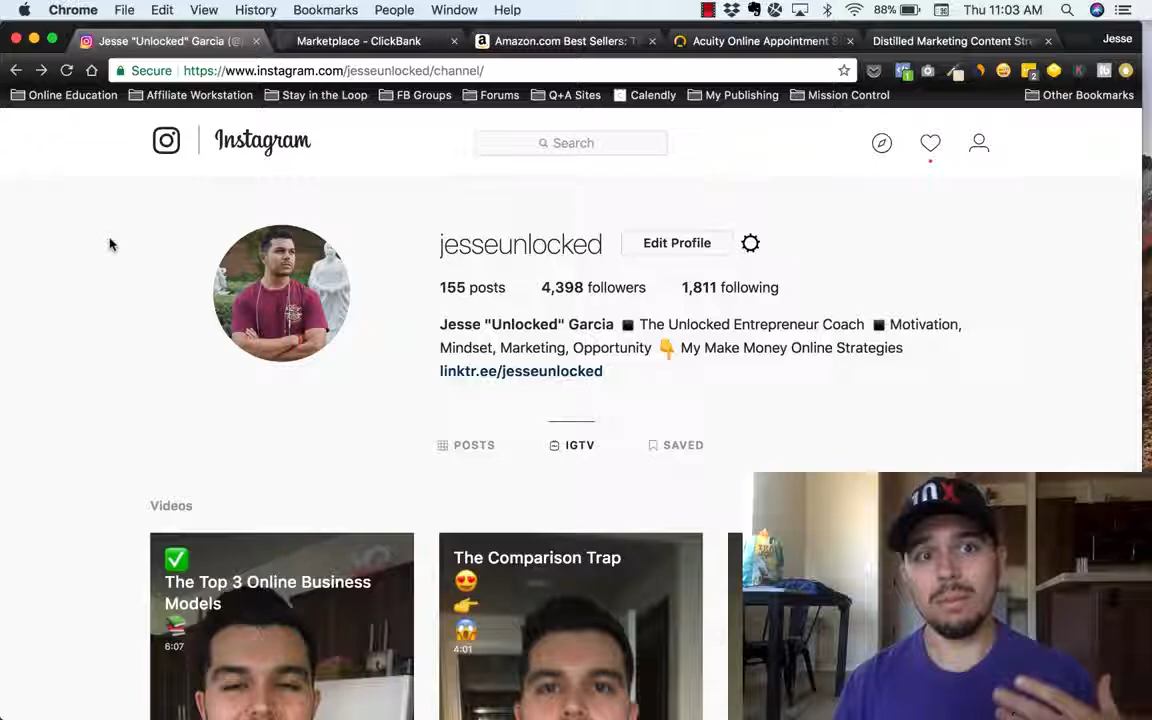 Chrome File Edit View History Bookmarks People Window Help 88% Thu 11:03 AM
Jesse "Unlocked" Garcia (@ Marketplace - ClickBank Amazon.com Best Sellers: Acuity Online Appointment Distilled Marketing Content Stre Jesse
Secure https://www.instagram.com/jesseunlocked/channel/
Online Education Affiliate Workstation Stay in the Loop FB Groups Forums Q+A Sites Calendly My Publishing Mission Control Other Bookmarks
Instagram Search
jesseunlocked Edit Profile
155 posts 4,398 followers 1,811 following
Jesse "Unlocked" Garcia ◾ The Unlocked Entrepreneur Coach ◾ Motivation,
Mindset, Marketing, Opportunity 👇 My Make Money Online Strategies
linktr.ee/jesseunlocked
POSTS IGTV SAVED
Videos
✅
The Top 3 Online Business
Models
📚
6:07
The Comparison Trap
😍
👉
😱
4:01